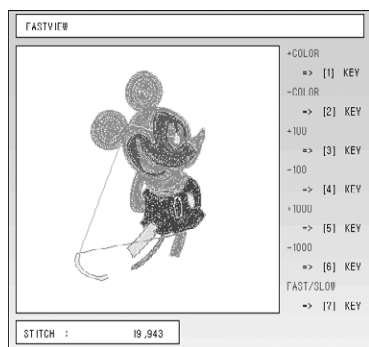 FASTVIEW
+COLOR
=> [1] KEY
-COLOR
=> [2] KEY
+100
=> [3] KEY
-100
=> [4] KEY
+1000
=> [5] KEY
-1000
=> [6] KEY
FAST/SLOW
=> [7] KEY
STITCH : 19,943